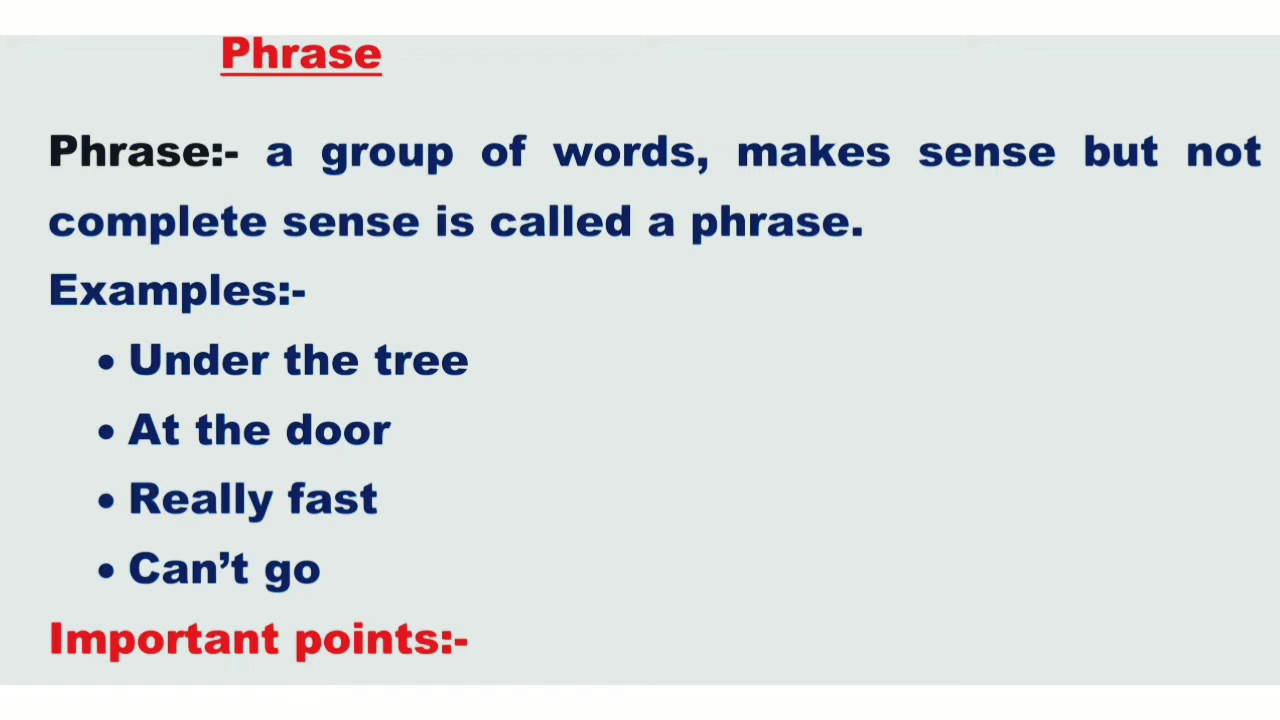 Phrase
Phrase:- a group of words, makes sense but not
complete sense is called a phrase.
Examples:-
• Under the tree
• At the door
• Really fast
• Can’t go
Important points:-